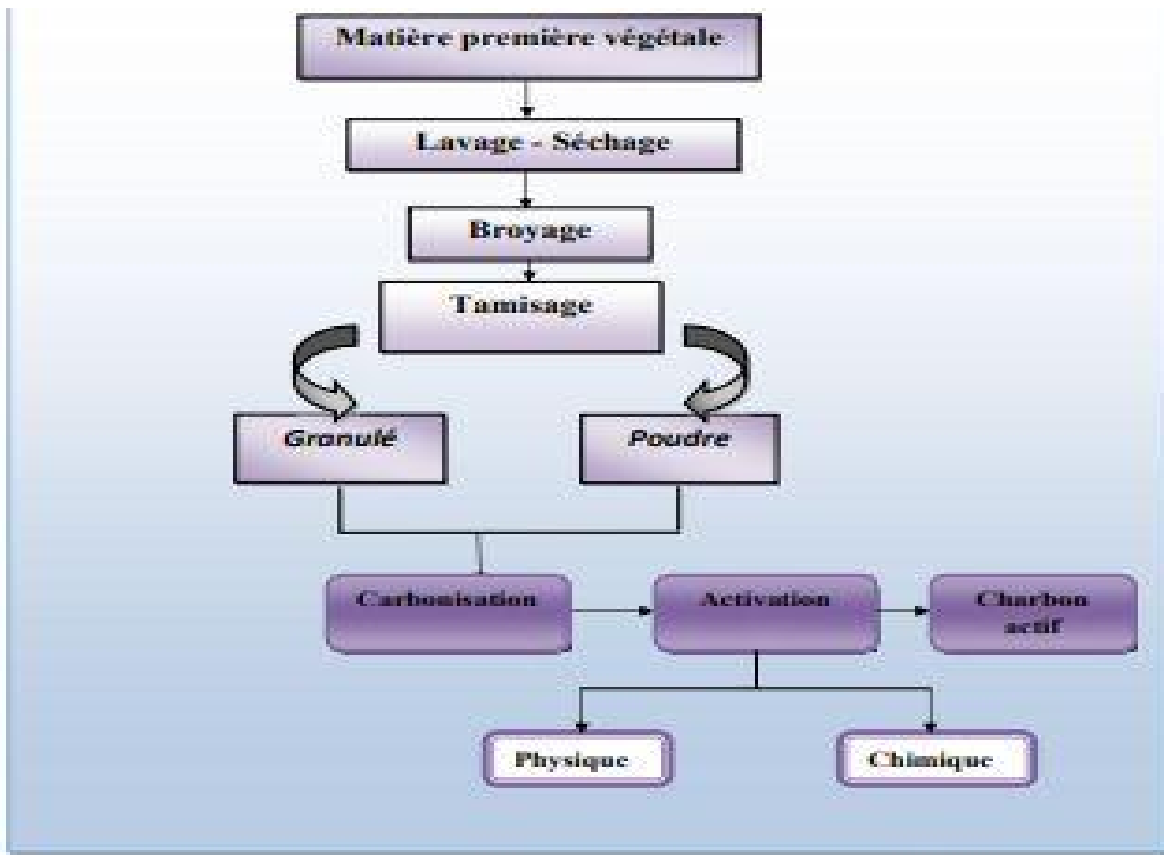 Matière première végétale
Lavage - Séchage
Broyage
Tamisage
Granulé
Poudre
Carbonisation
Activation
Charbon
actif
Physique
Chimique